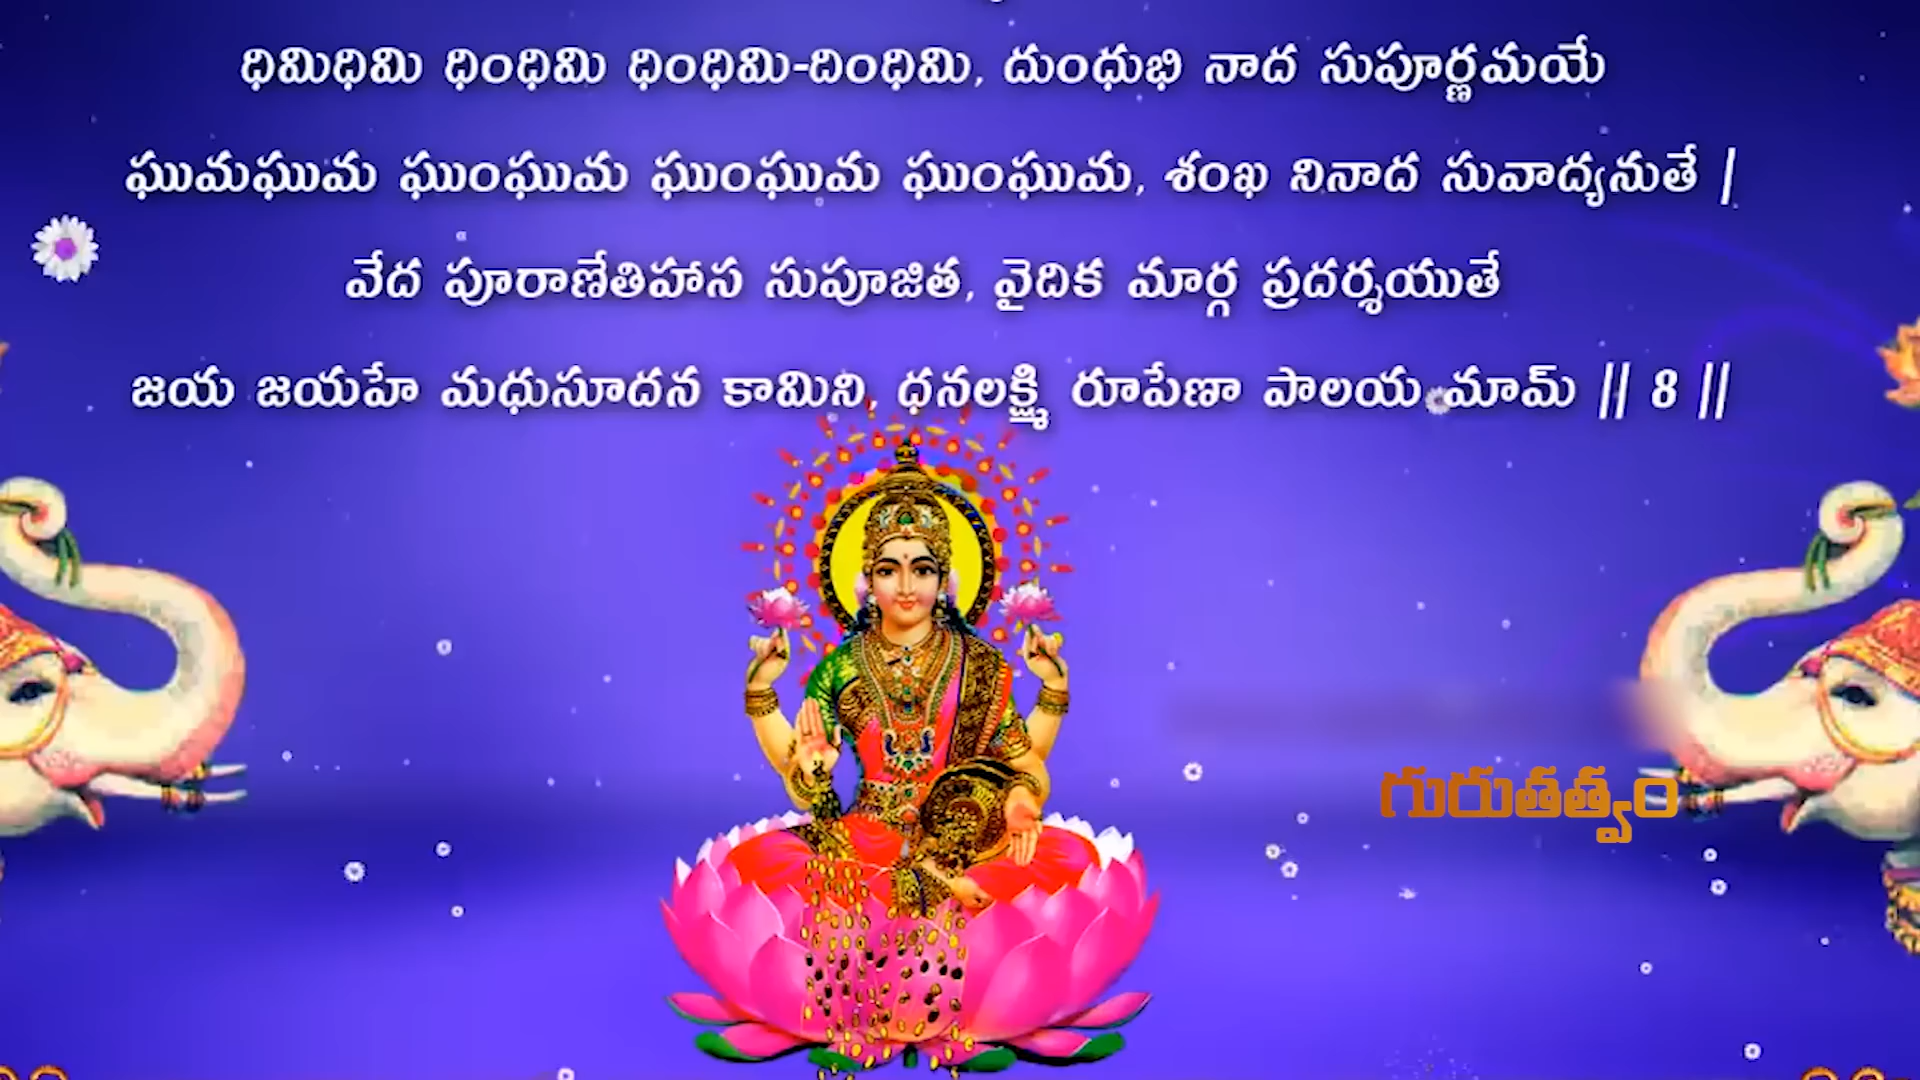 ధిమిధిమి ధింధిమి ధింధిమి-దింధిమి, దుంధుభి నాద సుపూర్ణమయే
ఘుమఘుమ ఘుంఘుమ ఘుంఘుమ ఘుంఘుమ, శంఖ నినాద సువాద్యనుతే |
వేద పూరాణేతిహాస సుపూజిత, వైదిక మార్గ ప్రదర్శయుతే
జయ జయహే మధుసూదన కామిని, ధనలక్ష్మి రూపేణా పాలయ మామ్ || 8 ||
గురుతత్వం